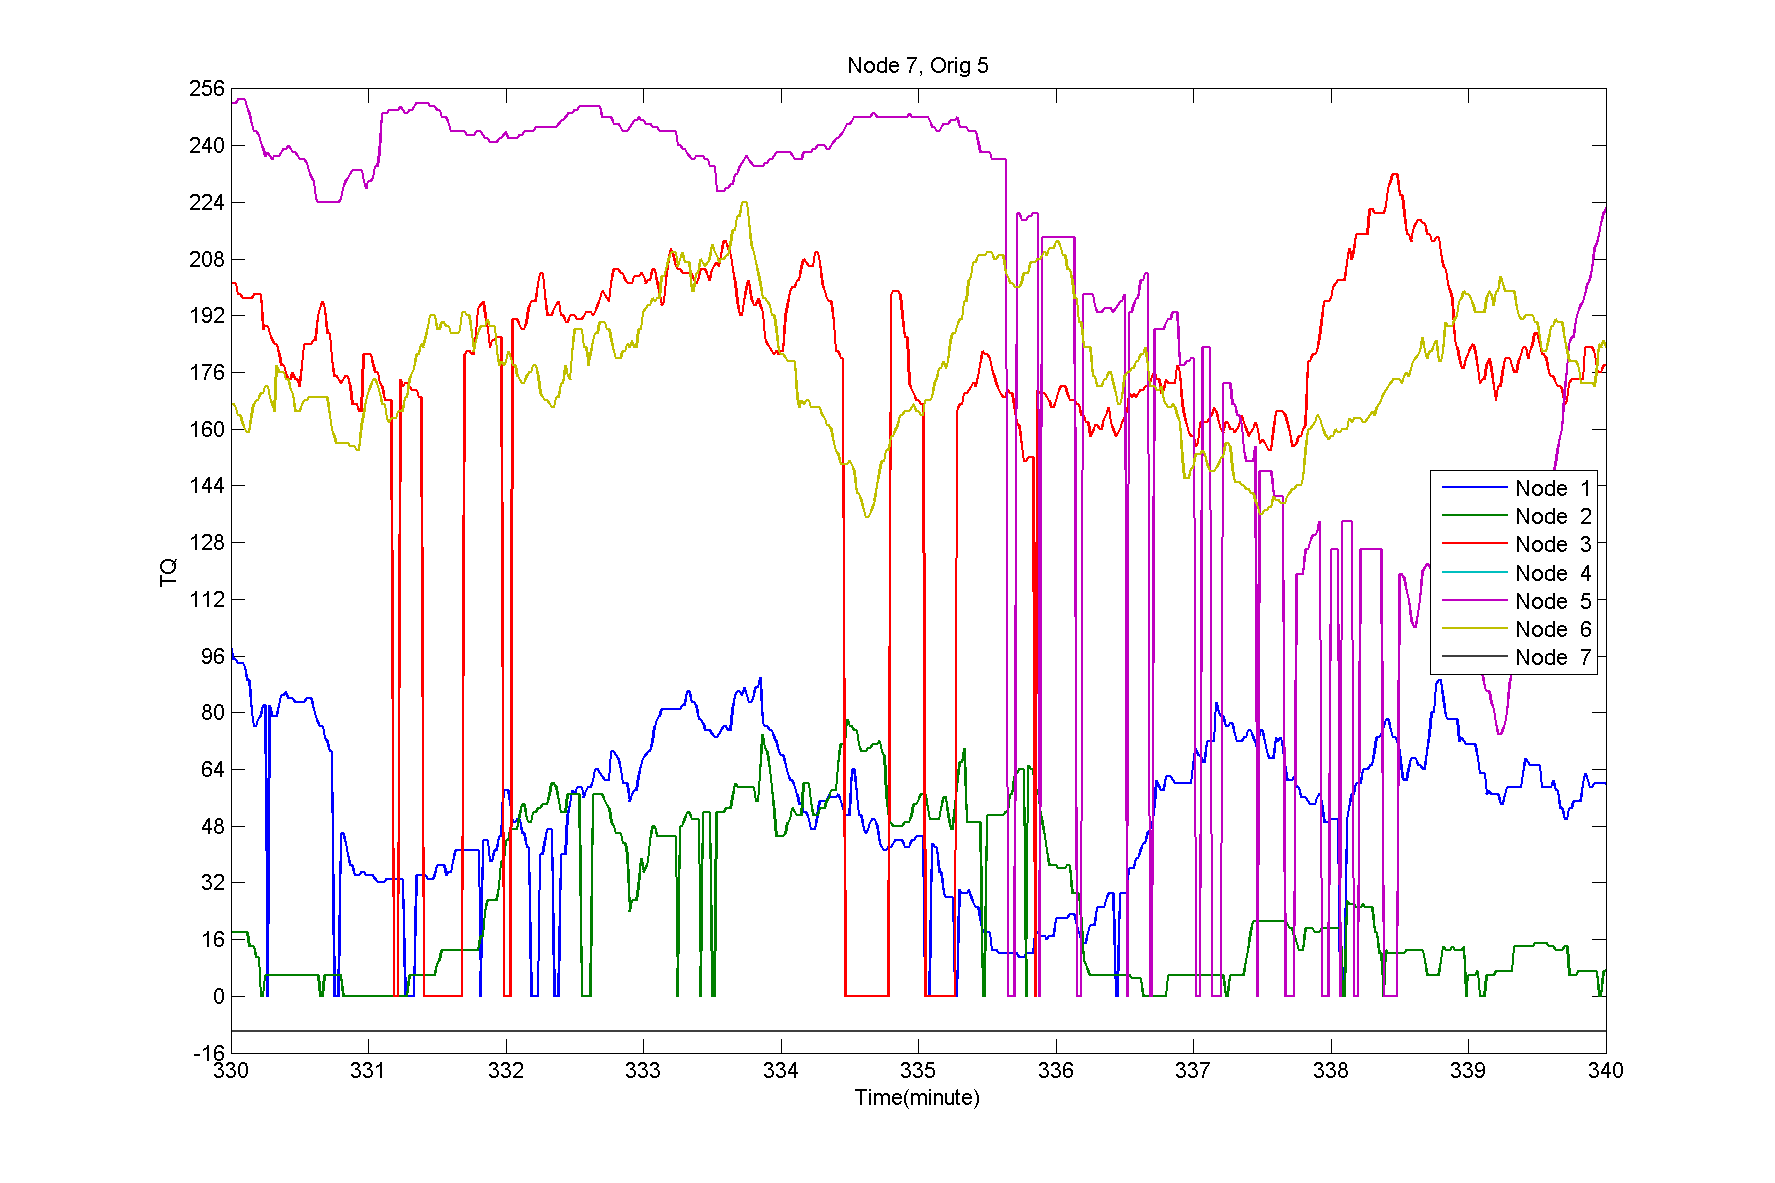 Node 7, Orig 5
256
240
224
208
192
176
160
144
128
112
96
80
64
48
32
16
0
-16
TQ
330 331 332 333 334 335 336 337 338 339 340
Time(minute)
Node 1
Node 2
Node 3
Node 4
Node 5
Node 6
Node 7